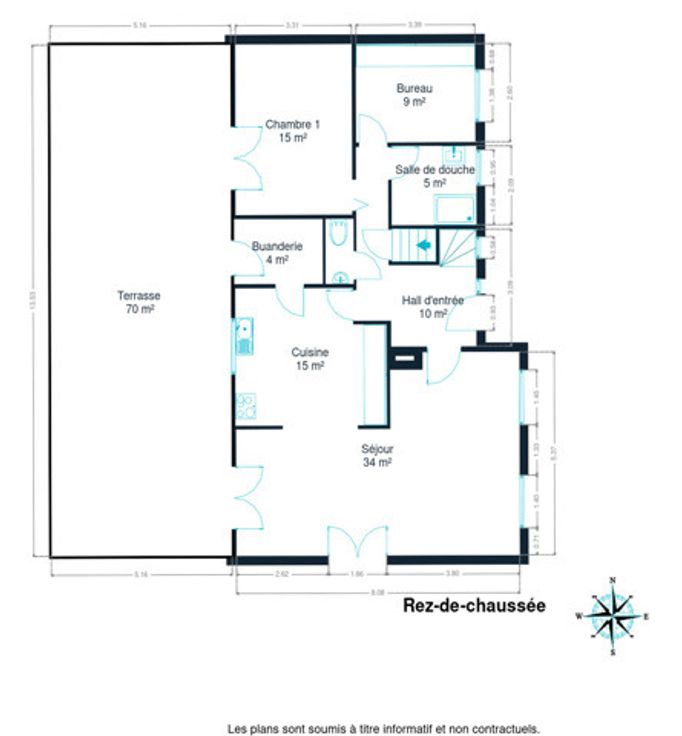 5.16
3.31
3.39
Bureau
9 m²
0.68
1.38
2.60
Chambre 1
15 m²
Salle de douche
5 m²
0.95
2.09
1.04
Buanderie
4 m²
0.58
3.09
Terrasse
70 m²
13.53
Hall d'entrée
10 m²
0.93
Cuisine
15 m²
1.45
Séjour
34 m²
1.33
5.37
1.40
0.71
5.16
2.62
1.66
3.80
8.08
Rez-de-chaussée
N
W
E
S
Les plans sont soumis à titre informatif et non contractuels.